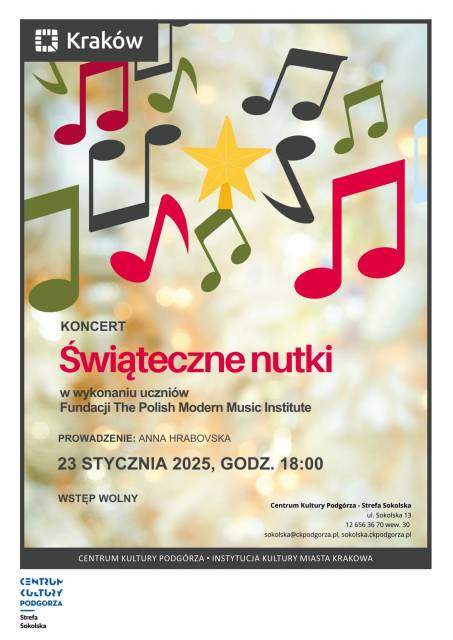 Kraków
KONCERT
Świąteczne nutki
w wykonaniu uczniów
Fundacji The Polish Modern Music Institute
PROWADZENIE: ANNA HRABOVSKA
23 STYCZNIA 2025, GODZ. 18:00
WSTĘP WOLNY
Centrum Kultury Podgórza - Strefa Sokolska
ul. Sokolska 13
12 656 36 70 wew. 30
sokolska@ckpodgorza.pl, sokolska.ckpodgorza.pl
CENTRUM KULTURY PODGÓRZA • INSTYTUCJA KULTURY MIASTA KRAKOWA
CENTRUM
KULTURY
PODGORZA
Strefa
Sokolska